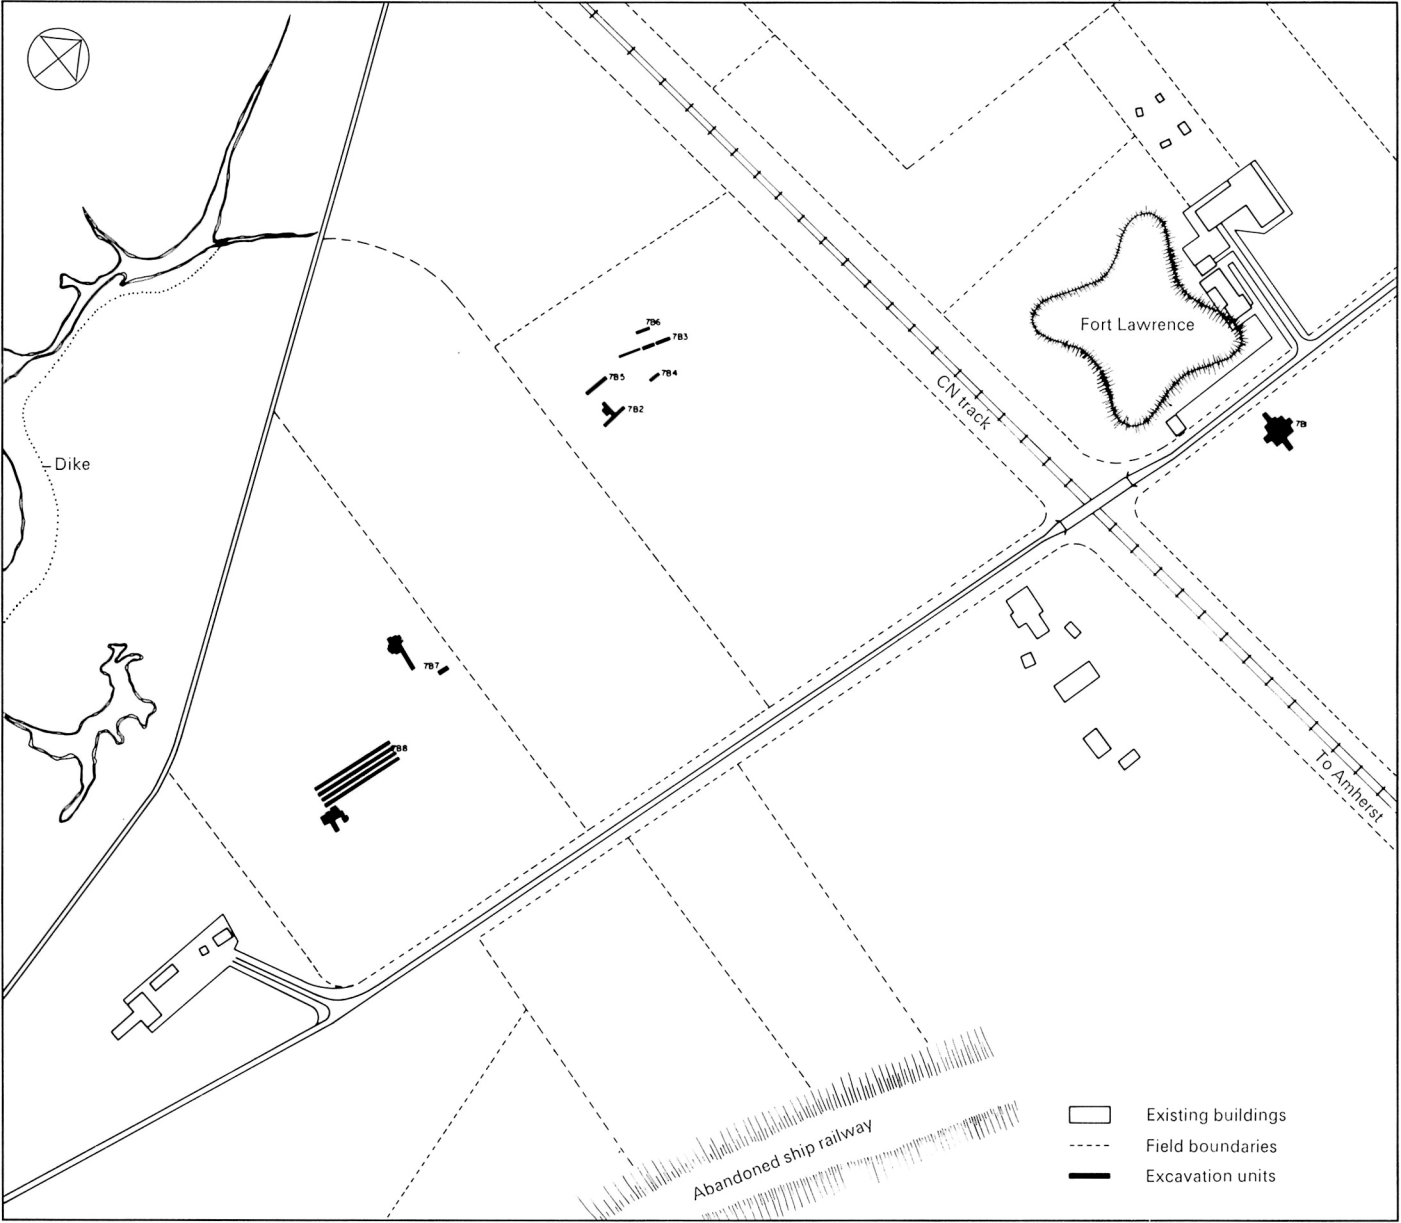 7B6
7B3
Fort Lawrence
7B5
7B4
CN track
7B2
7B1
Dike
7B7
7B8
To Amherst
Existing buildings
Abandoned ship railway
Field boundaries
Excavation units